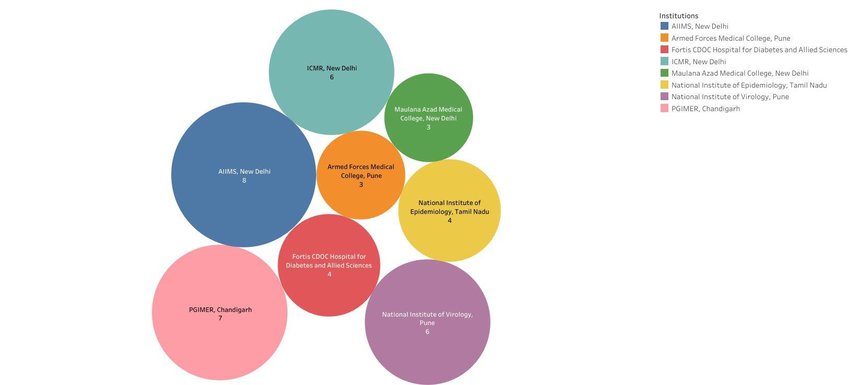 Institutions
AIIMS, New Delhi
Armed Forces Medical College, Pune
Fortis CDOC Hospital for Diabetes and Allied Sciences
ICMR, New Delhi
Maulana Azad Medical College, New Delhi
National Institute of Epidemiology, Tamil Nadu
National Institute of Virology, Pune
PGIMER, Chandigarh
ICMR, New Delhi
6
Maulana Azad Medical
College, New Delhi
3
AIIMS, New Delhi
8
Armed Forces Medical
College, Pune
3
National Institute of
Epidemiology, Tamil Nadu
4
Fortis CDOC Hospital for
Diabetes and Allied Sciences
4
PGIMER, Chandigarh
7
National Institute of Virology,
Pune
6